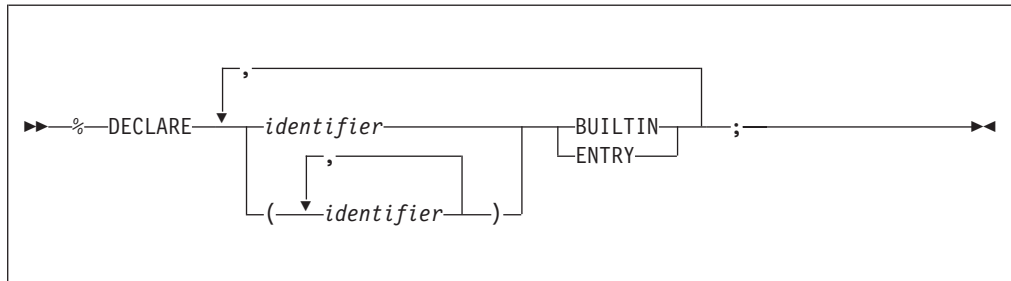 ,
% DECLARE identifier BUILTIN ;
, ENTRY
( identifier )